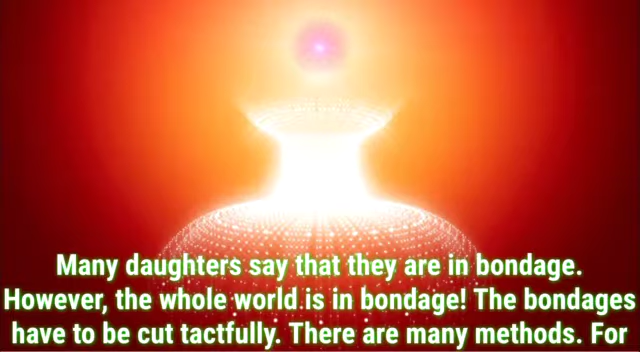 Many daughters say that they are in bondage.
However, the whole world is in bondage! The bondages
have to be cut tactfully. There are many methods. For